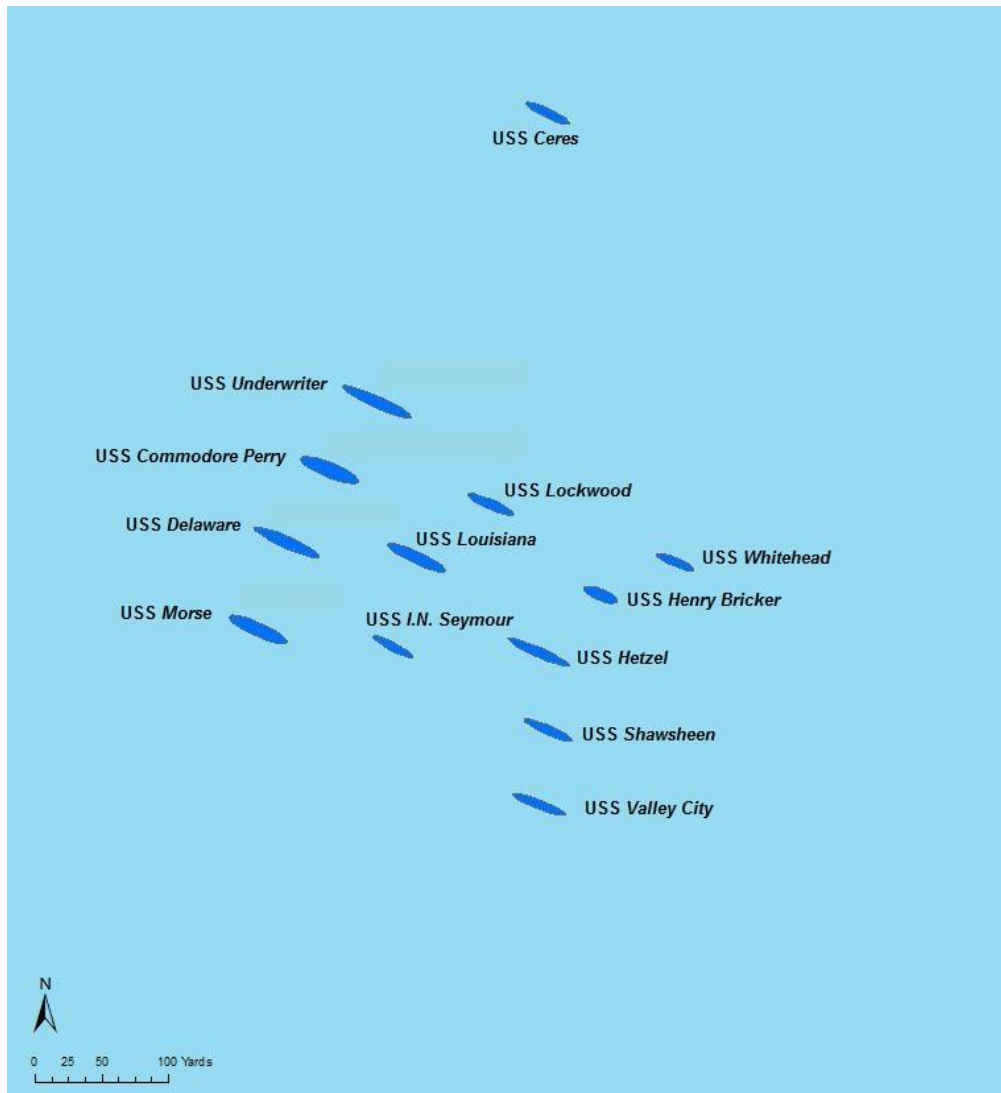 USS Ceres
USS Underwriter
USS Commodore Perry
USS Lockwood
USS Delaware
USS Louisiana
USS Whitehead
USS Henry Bricker
USS Morse
USS I.N. Seymour
USS Hetzel
USS Shawsheen
USS Valley City
N
0 25 50 100 Yards